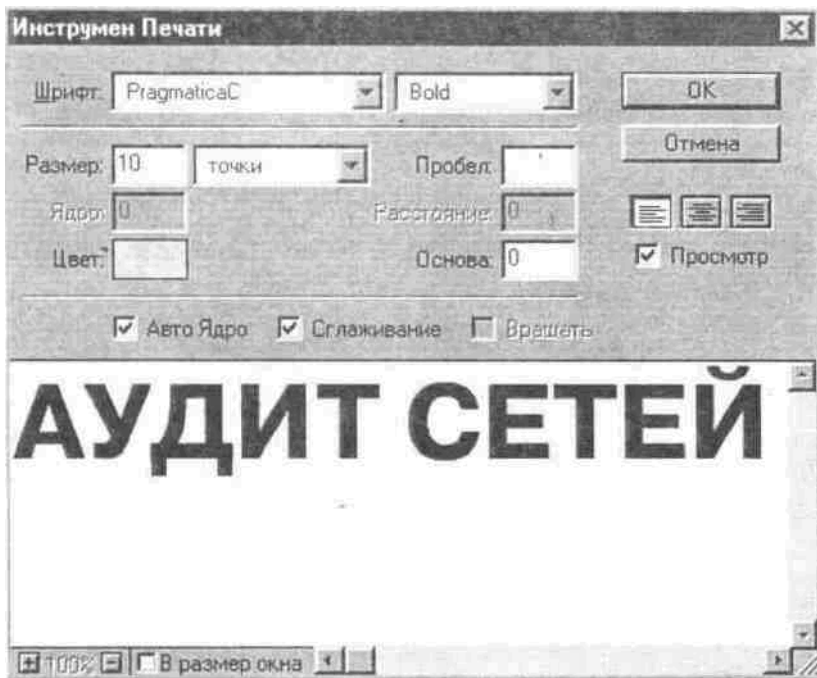 Инструмен Печати
Шрифт: PragmaticaC Bold OK
Отмена
Размер: 10 точки Пробел:
Ядро: 0 Расстояние: 0
Цвет: Основа: 0 Просмотр
Авто Ядро Сглаживание Вращать
АУДИТ СЕТЕЙ
100% В размер окна